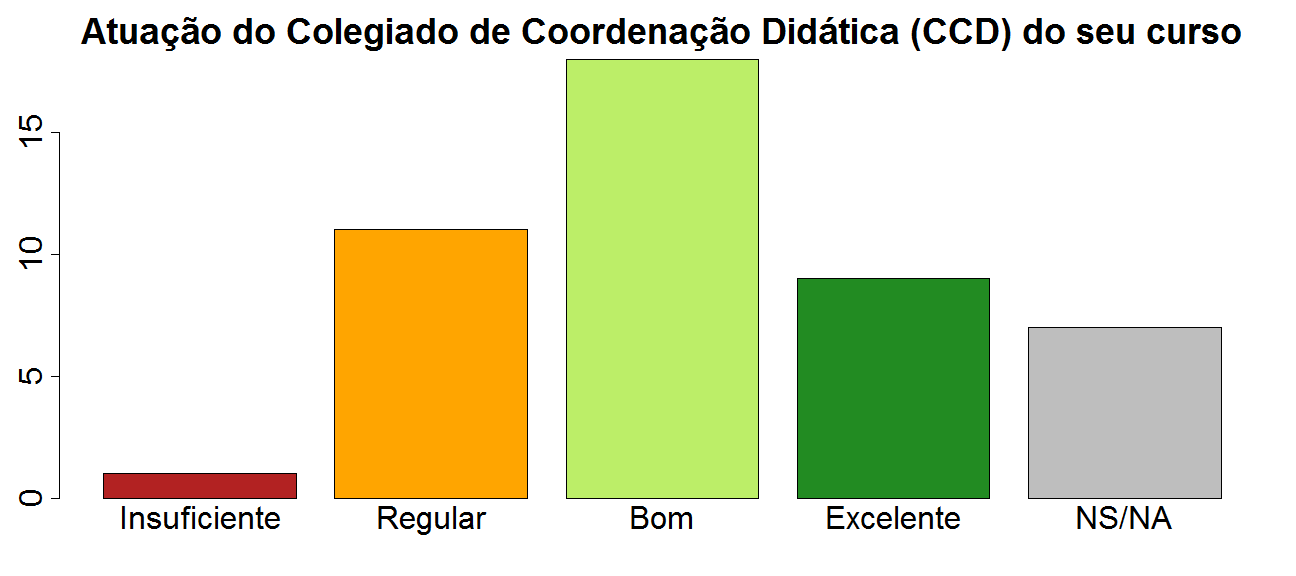 Atuação do Colegiado de Coordenação Didática (CCD) do seu curso
15
10
5
0
Insuficiente Regular Bom Excelente NS/NA